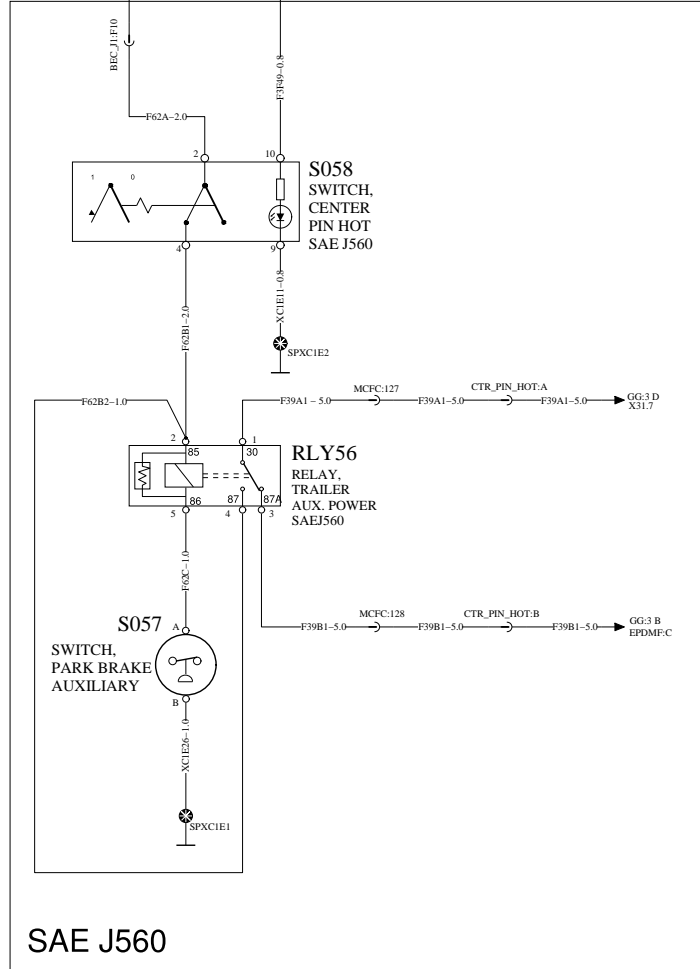 BEC_J1:F10
F3F49-0.8
F62A-2.0
2
10
1 0
S058
SWITCH,
CENTER
PIN HOT
SAE J560
4
9
F62B1-2.0
XC1E11-0.8
SPXC1E2
F62B2-1.0
F39A1 - 5.0
MCFC:127
F39A1-5.0
CTR_PIN_HOT:A
F39A1-5.0
GG:3 D
X31.7
2
1
85
30
RLY56
RELAY,
TRAILER
AUX. POWER
SAEJ560
86
87
87A
5
4
3
F62C-1.0
F39B1-5.0
MCFC:128
F39B1-5.0
CTR_PIN_HOT:B
F39B1-5.0
GG:3 B
EPDMF:C
A
S057
SWITCH,
PARK BRAKE
AUXILIARY
B
XC1E26-1.0
SPXC1E1
SAE J560